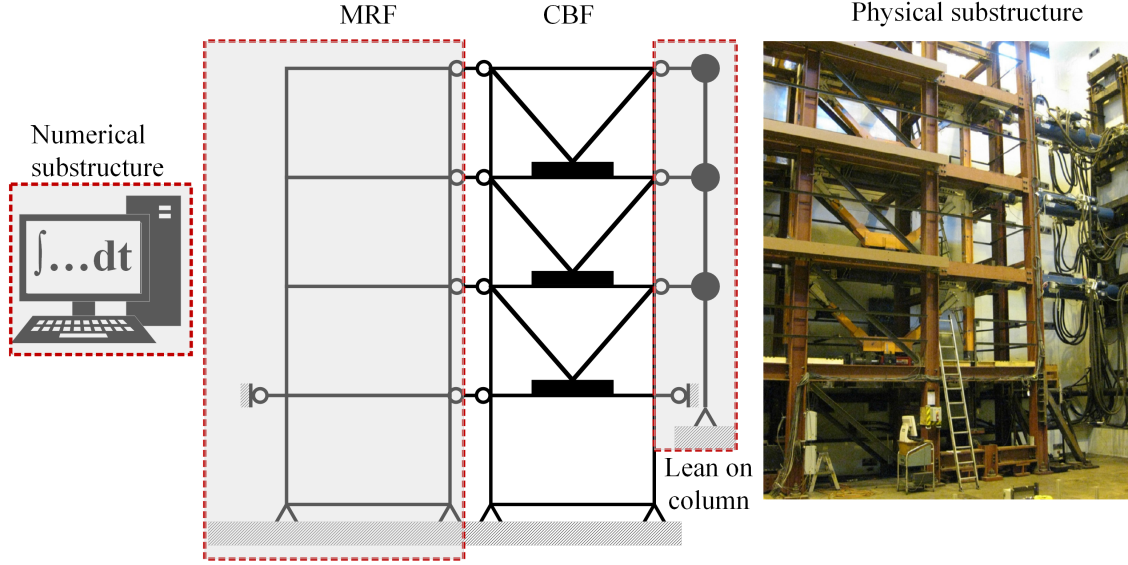 MRF
CBF
Physical substructure
Numerical
substructure
∫...dt
Lean on
column